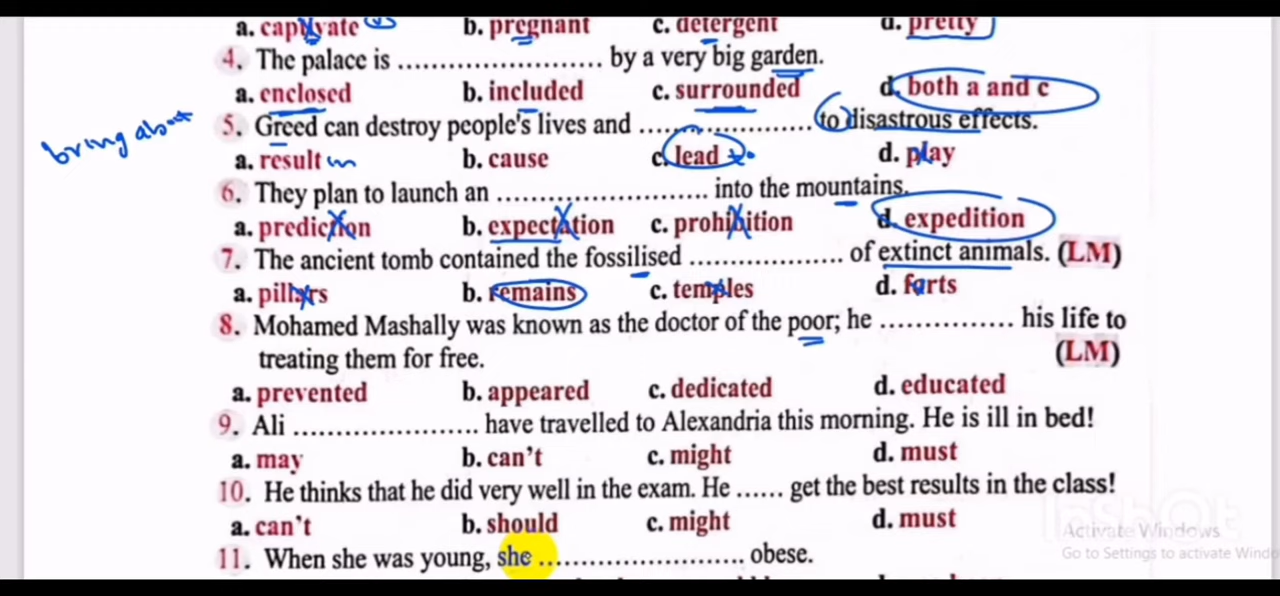 a. captivate b. pregnant c. detergent d. pretty
4. The palace is ........................ by a very big garden.
a. enclosed b. included c. surrounded d. both a and c
bring about
5. Greed can destroy people's lives and ........................ to disastrous effects.
a. result in b. cause c. lead to d. play
6. They plan to launch an ........................ into the mountains.
a. prediction b. expectation c. prohibition d. expedition
7. The ancient tomb contained the fossilised .................. of extinct animals. (LM)
a. pillars b. remains c. temples d. farts
8. Mohamed Mashally was known as the doctor of the poor; he ............... his life to
treating them for free. (LM)
a. prevented b. appeared c. dedicated d. educated
9. Ali ...................... have travelled to Alexandria this morning. He is ill in bed!
a. may b. can't c. might d. must
10. He thinks that he did very well in the exam. He ...... get the best results in the class!
a. can't b. should c. might d. must
InShOt
Activate Windows
Go to Settings to activate Wind
11. When she was young, she ........................ obese.